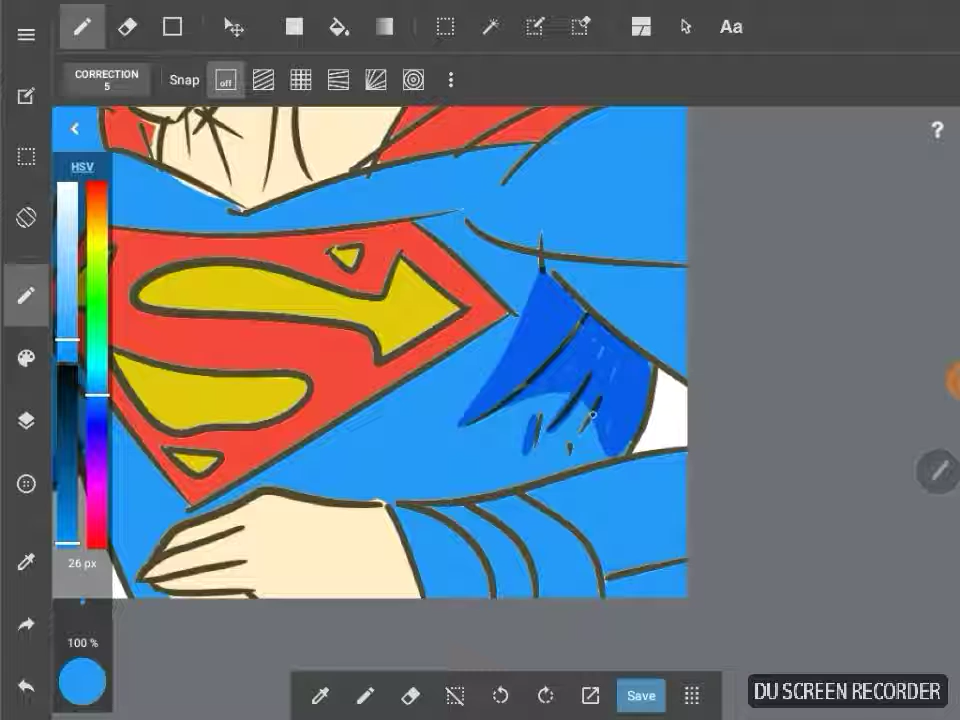 Aa
CORRECTION
5
Snap
off
?
HSV
26 px
100 %
Save
DU SCREEN RECORDER